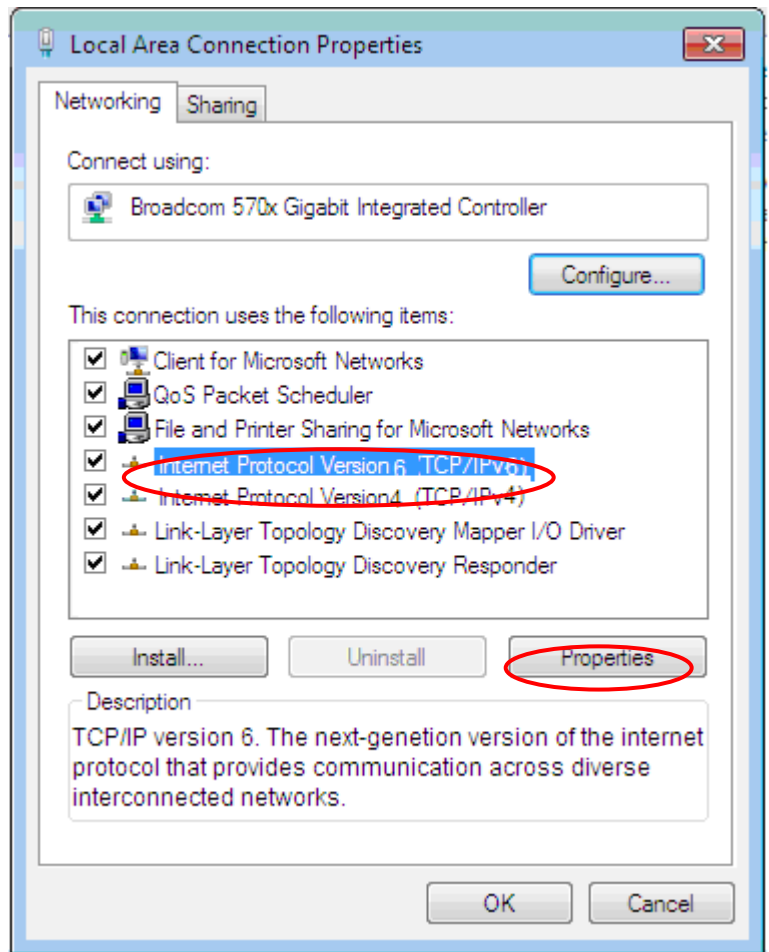 Local Area Connection Properties
Networking
Sharing
Connect using:
Broadcom 570x Gigabit Integrated Controller
Configure...
This connection uses the following items:
Client for Microsoft Networks
QoS Packet Scheduler
File and Printer Sharing for Microsoft Networks
Internet Protocol Version 6 (TCP/IPv6)
Internet Protocol Version4 (TCP/IPv4)
Link-Layer Topology Discovery Mapper I/O Driver
Link-Layer Topology Discovery Responder
Install...
Uninstall
Properties
Description
TCP/IP version 6. The next-genetion version of the internet
protocol that provides communication across diverse
interconnected networks.
OK
Cancel